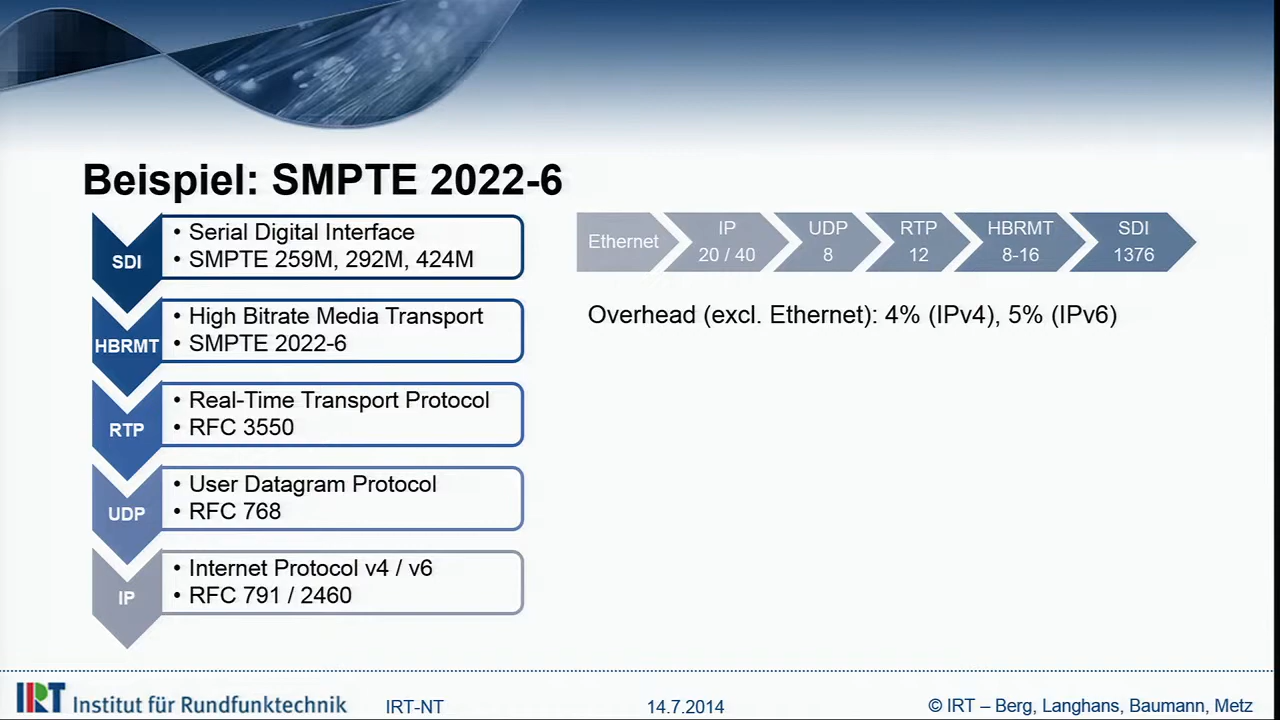 Beispiel: SMPTE 2022-6
SDI
• Serial Digital Interface
• SMPTE 259M, 292M, 424M
HBRMT
• High Bitrate Media Transport
• SMPTE 2022-6
RTP
• Real-Time Transport Protocol
• RFC 3550
UDP
• User Datagram Protocol
• RFC 768
IP
• Internet Protocol v4 / v6
• RFC 791 / 2460
Ethernet
IP
20 / 40
UDP
8
RTP
12
HBRMT
8-16
SDI
1376
Overhead (excl. Ethernet): 4% (IPv4), 5% (IPv6)
IRT Institut für Rundfunktechnik
IRT-NT
14.7.2014
© IRT – Berg, Langhans, Baumann, Metz